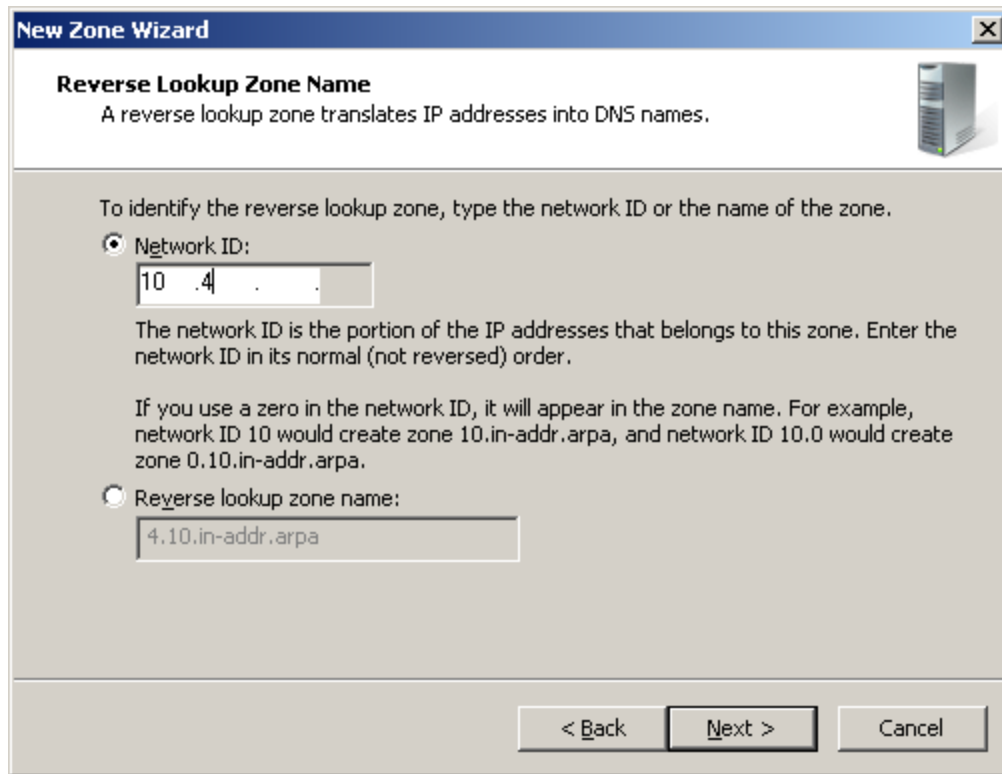 New Zone Wizard
Reverse Lookup Zone Name
A reverse lookup zone translates IP addresses into DNS names.
To identify the reverse lookup zone, type the network ID or the name of the zone.
Network ID:
10 .4 . .
The network ID is the portion of the IP addresses that belongs to this zone. Enter the
network ID in its normal (not reversed) order.
If you use a zero in the network ID, it will appear in the zone name. For example,
network ID 10 would create zone 10.in-addr.arpa, and network ID 10.0 would create
zone 0.10.in-addr.arpa.
Reverse lookup zone name:
4.10.in-addr.arpa
< Back Next > Cancel